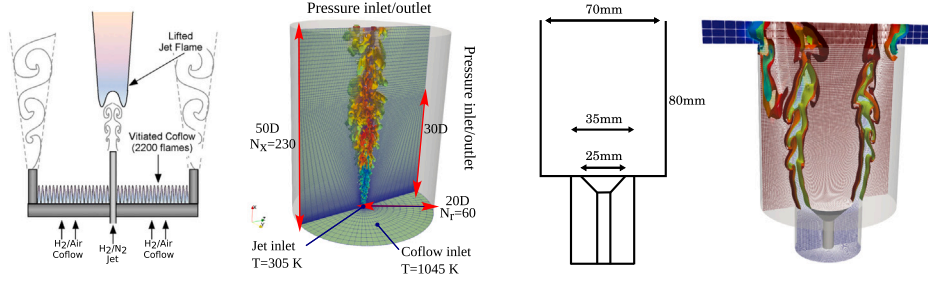 Lifted
Jet Flame
Vitiated Coflow
(2200 flames)
H2/Air
Coflow
H2/N2
Jet
H2/Air
Coflow
Pressure inlet/outlet
Pressure inlet/outlet
50D
Nx=230
30D
20D
Nr=60
Jet inlet
T=305 K
Coflow inlet
T=1045 K
70mm
80mm
35mm
25mm